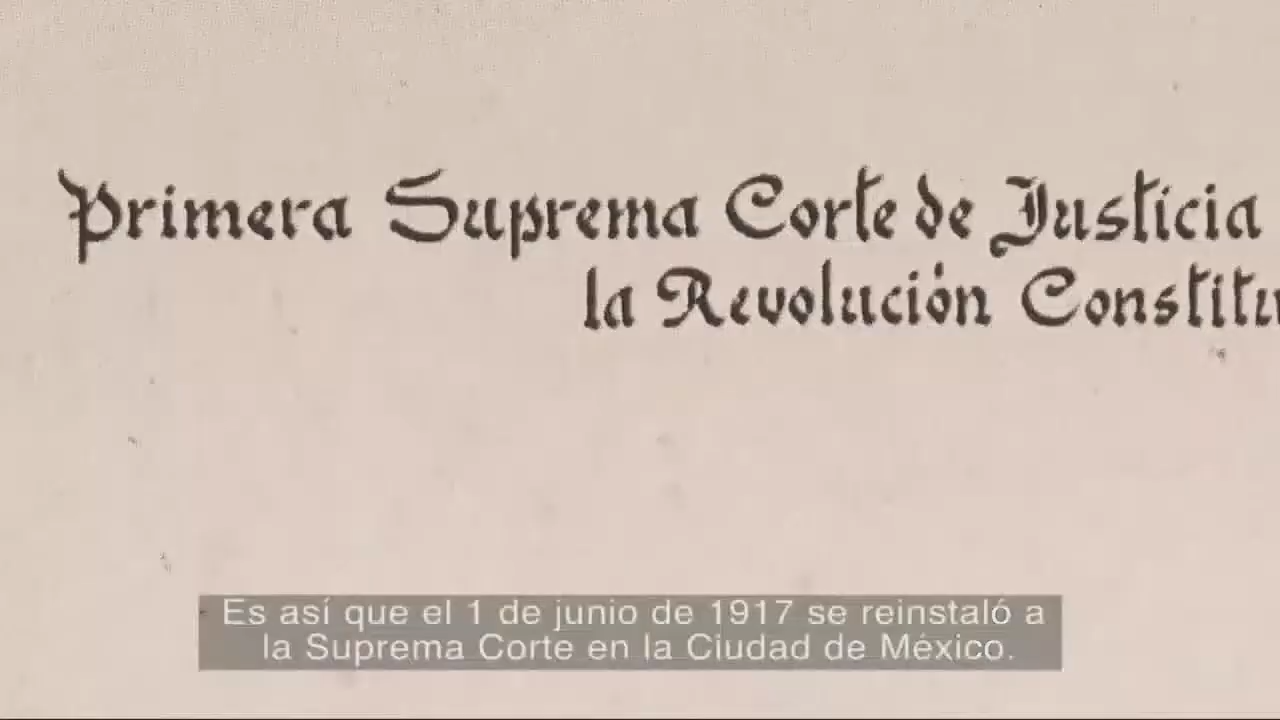 Primera Suprema Corte de Justicia
la Revolución
Es así que el 1 de junio de 1917 se reinstaló a
la Suprema Corte en la Ciudad de México.